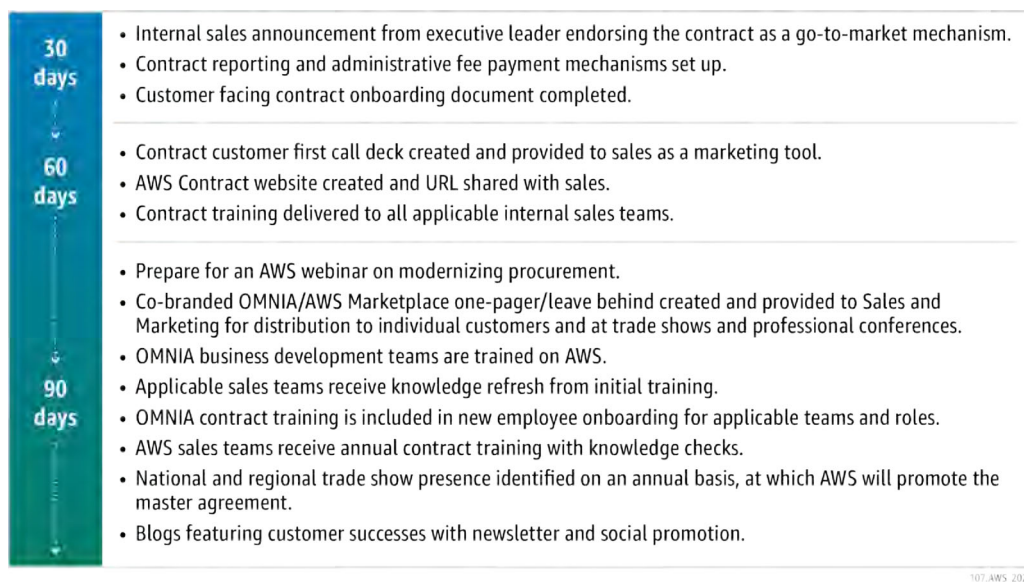 30
days
• Internal sales announcement from executive leader endorsing the contract as a go-to-market mechanism.
• Contract reporting and administrative fee payment mechanisms set up.
• Customer facing contract onboarding document completed.
60
days
• Contract customer first call deck created and provided to sales as a marketing tool.
• AWS Contract website created and URL shared with sales.
• Contract training delivered to all applicable internal sales teams.
90
days
• Prepare for an AWS webinar on modernizing procurement.
• Co-branded OMNIA/AWS Marketplace one-pager/leave behind created and provided to Sales and
Marketing for distribution to individual customers and at trade shows and professional conferences.
• OMNIA business development teams are trained on AWS.
• Applicable sales teams receive knowledge refresh from initial training.
• OMNIA contract training is included in new employee onboarding for applicable teams and roles.
• AWS sales teams receive annual contract training with knowledge checks.
• National and regional trade show presence identified on an annual basis, at which AWS will promote the
master agreement.
• Blogs featuring customer successes with newsletter and social promotion.
107.AWS